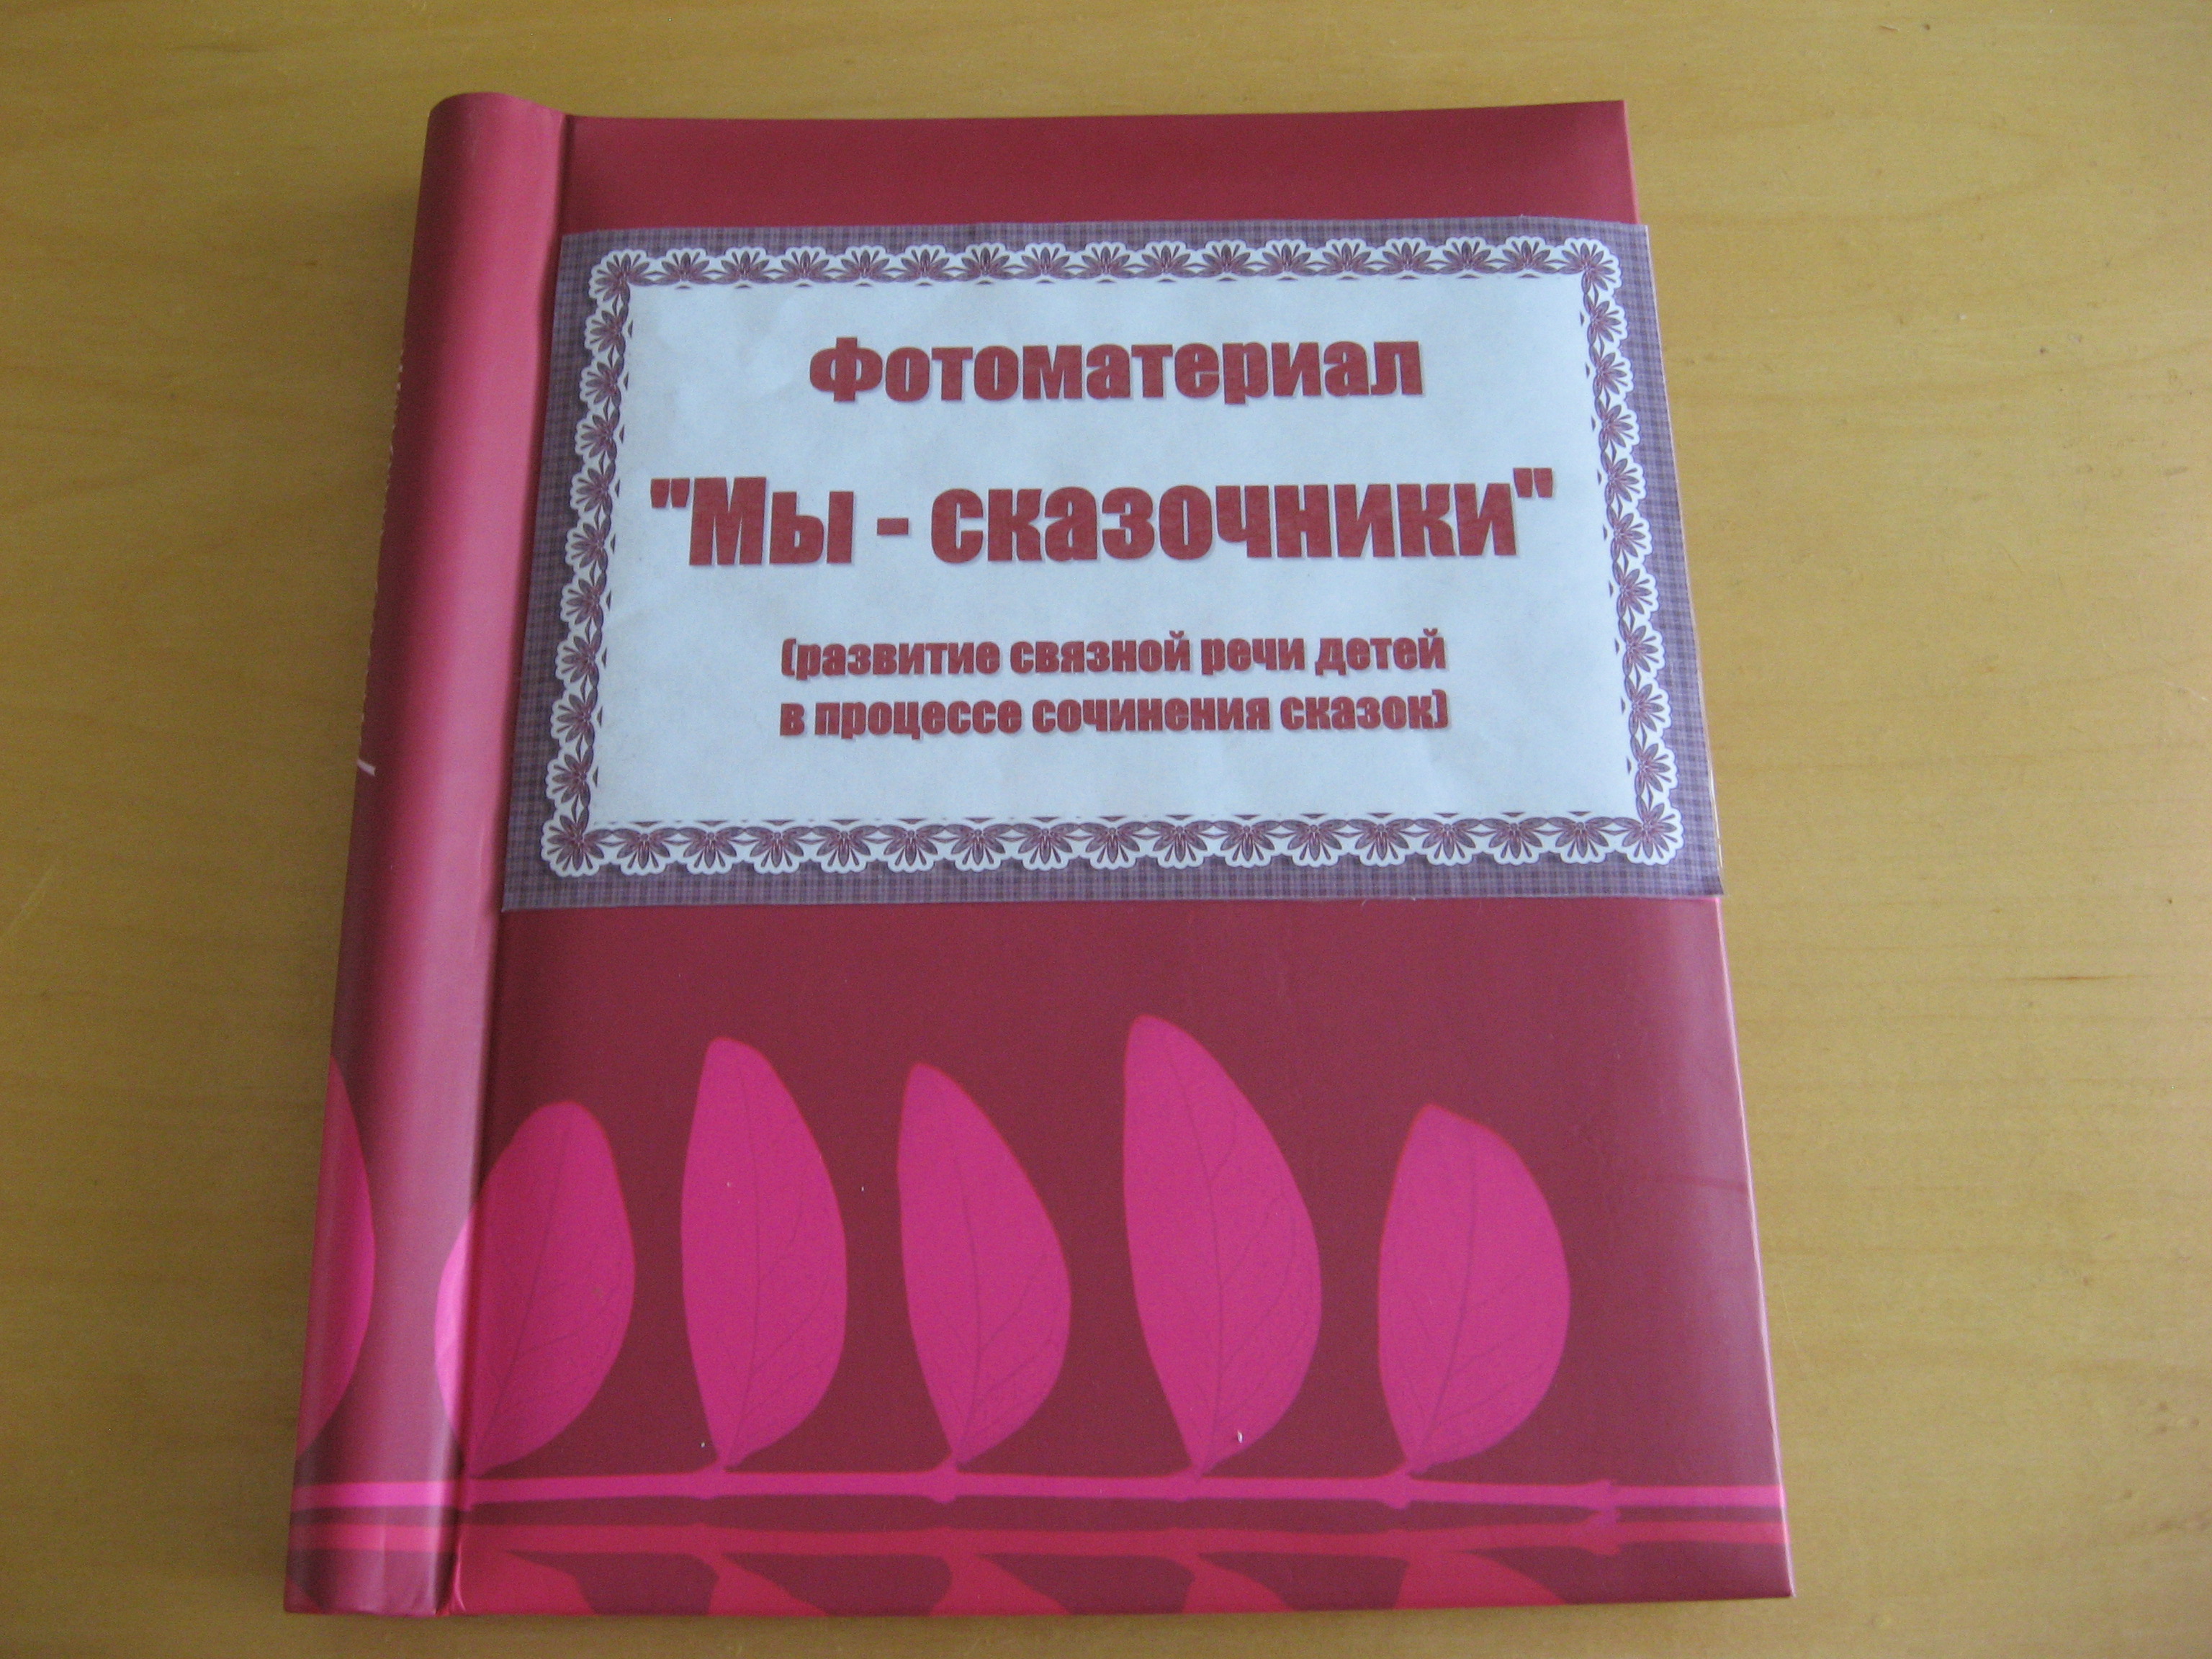 Фотоматериал
"Мы - сказочники"
(развитие связной речи детей
в процессе сочинения сказок)